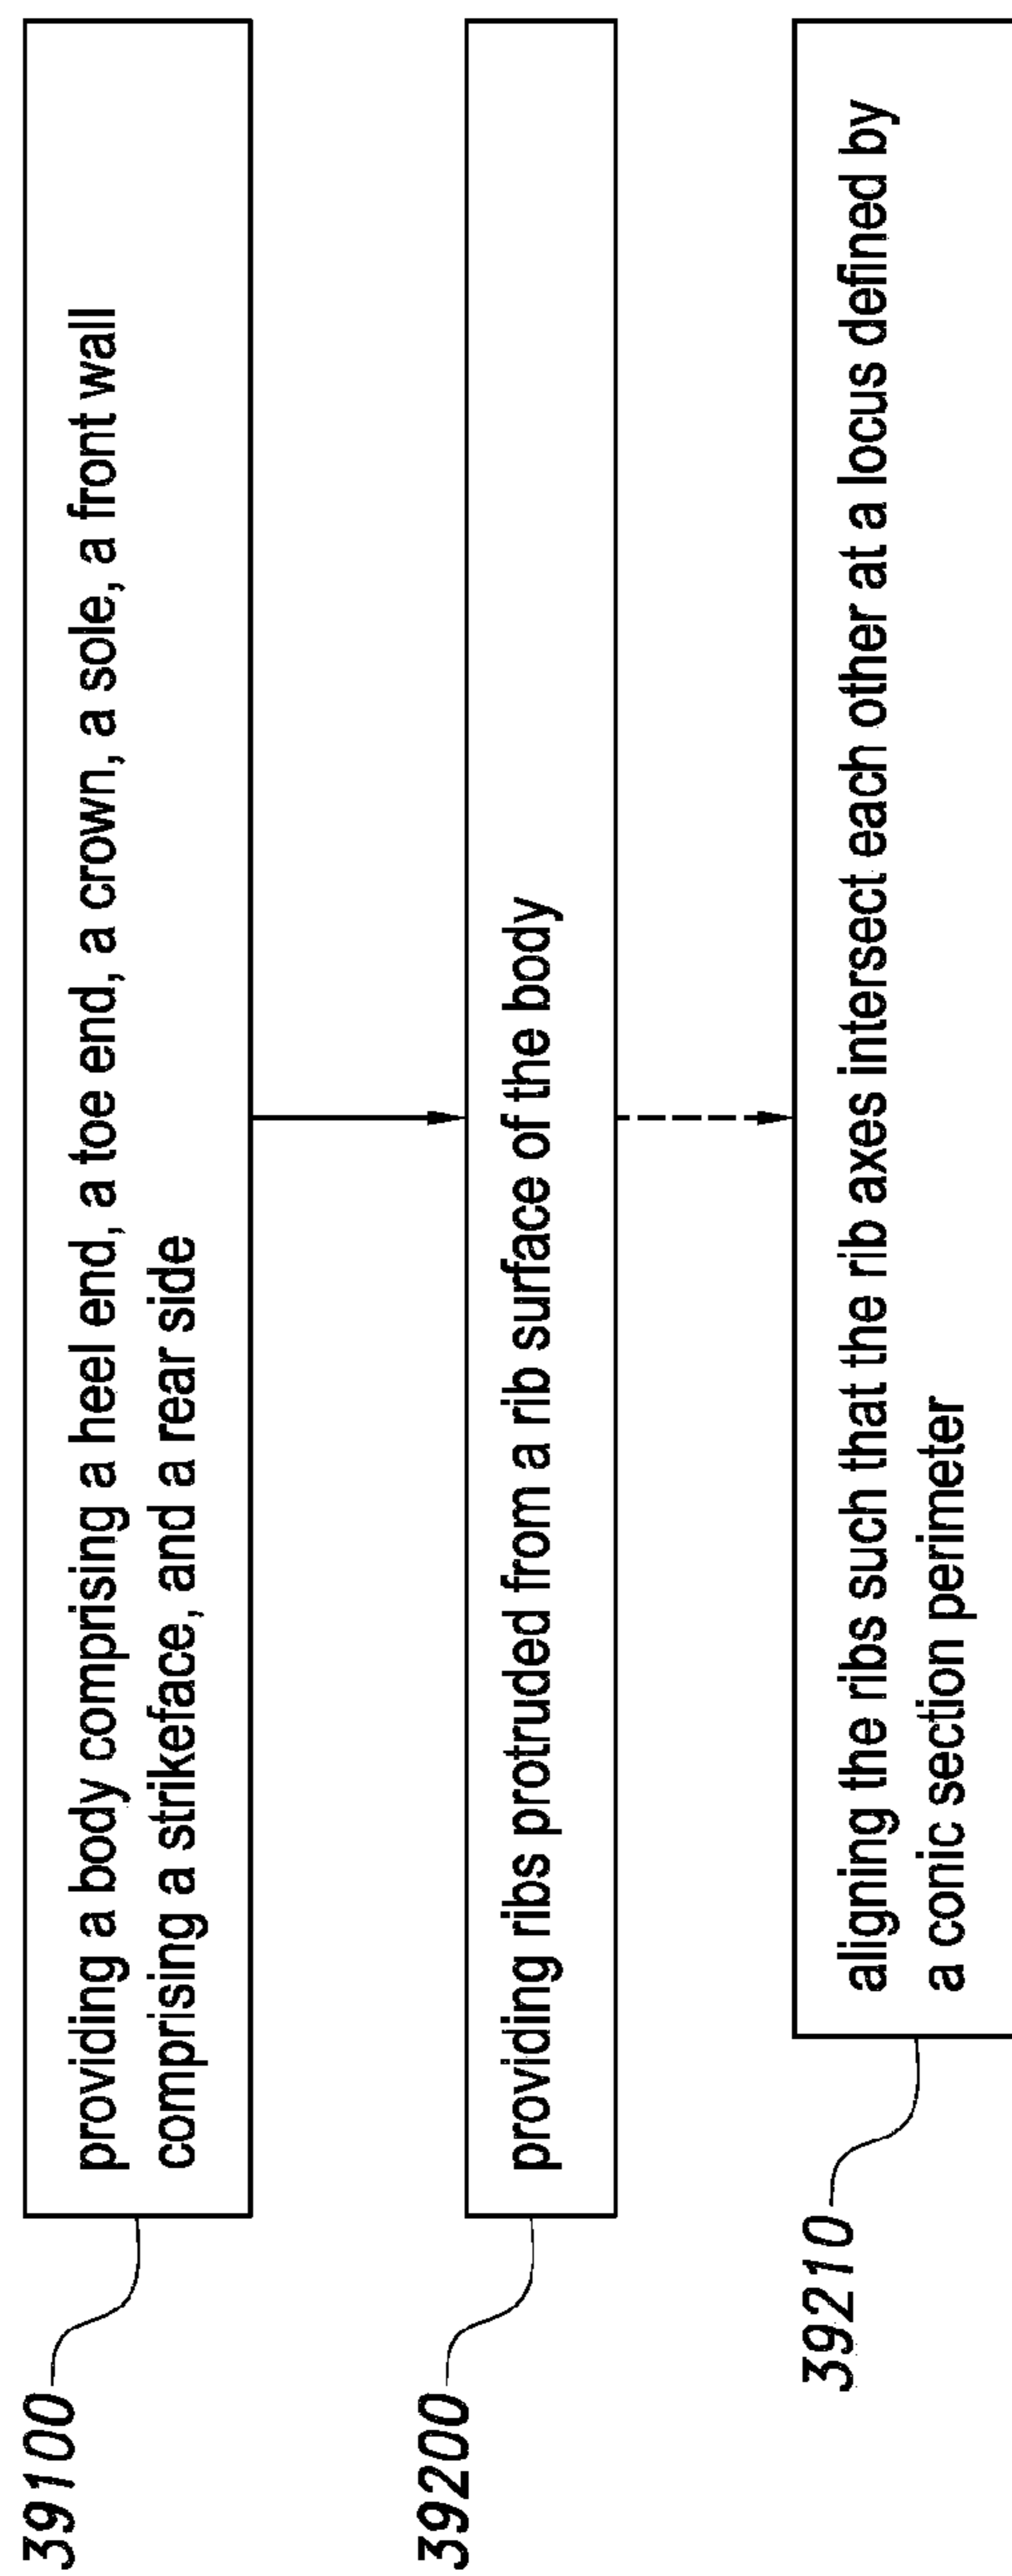 39100
providing a body comprising a heel end, a toe end, a crown, a sole, a front wall
comprising a strikeface, and a rear side
39200
providing ribs protruded from a rib surface of the body
39210
aligning the ribs such that the rib axes intersect each other at a locus defined by
a conic section perimeter